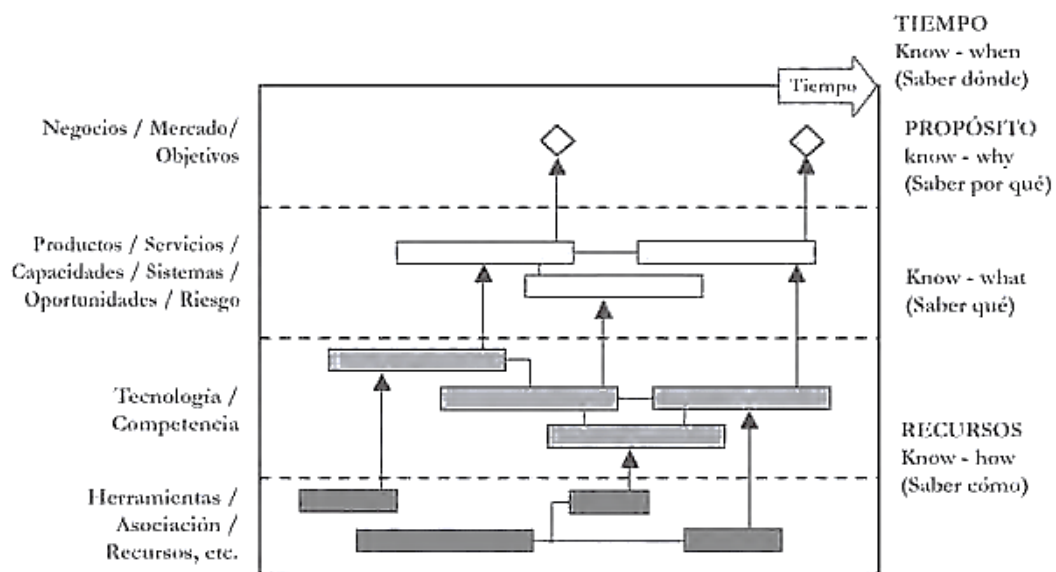 TIEMPO
Know - when
(Saber dónde)
Tiempo
Negocios / Mercado/
Objetivos
PROPÓSITO
know - why
(Saber por qué)
Productos / Servicios /
Capacidades / Sistemas /
Oportunidades / Riesgo
Know - what
(Saber qué)
Tecnología /
Competencia
RECURSOS
Know - how
(Saber cómo)
Herramientas /
Asociación /
Recursos, etc.